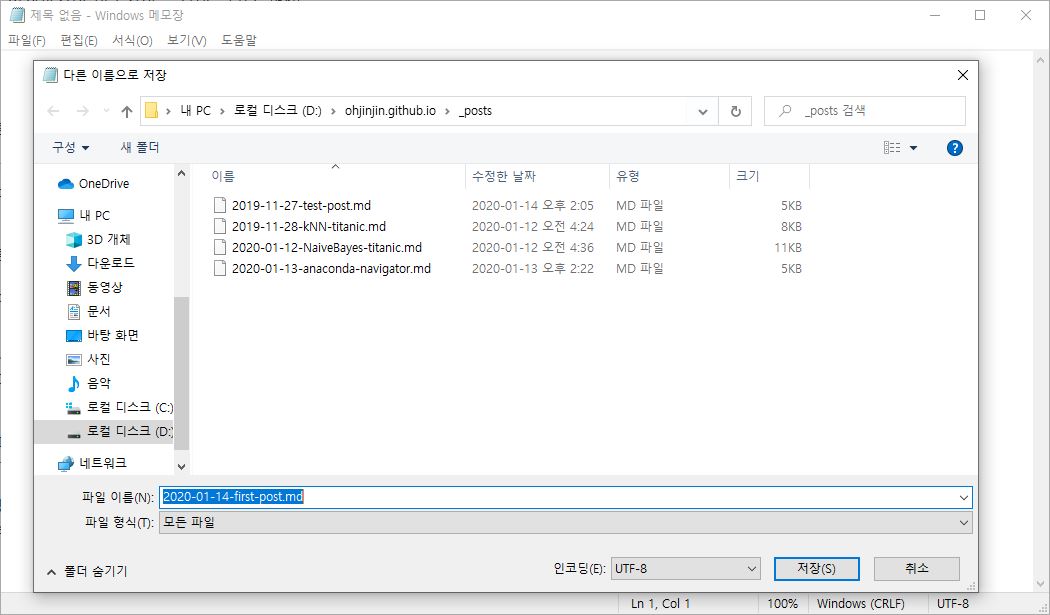 제목 없음 - Windows 메모장
파일(F) 편집(E) 서식(O) 보기(V) 도움말
다른 이름으로 저장
내 PC > 로컬 디스크 (D:) > ohjinjin.github.io > _posts
_posts 검색
구성 새 폴더
이름 수정한 날짜 유형 크기
OneDrive
내 PC
3D 개체
다운로드
동영상
문서
바탕 화면
사진
음악
로컬 디스크 (C:)
로컬 디스크 (D:)
네트워크
2019-11-27-test-post.md 2020-01-14 오후 2:05 MD 파일 5KB
2019-11-28-kNN-titanic.md 2020-01-12 오전 4:24 MD 파일 8KB
2020-01-12-NaiveBayes-titanic.md 2020-01-12 오전 4:36 MD 파일 11KB
2020-01-13-anaconda-navigator.md 2020-01-13 오후 2:22 MD 파일 5KB
파일 이름(N): 2020-01-14-first-post.md
파일 형식(T): 모든 파일
폴더 숨기기 인코딩(E): UTF-8 저장(S) 취소
Ln 1, Col 1 100% Windows (CRLF) UTF-8